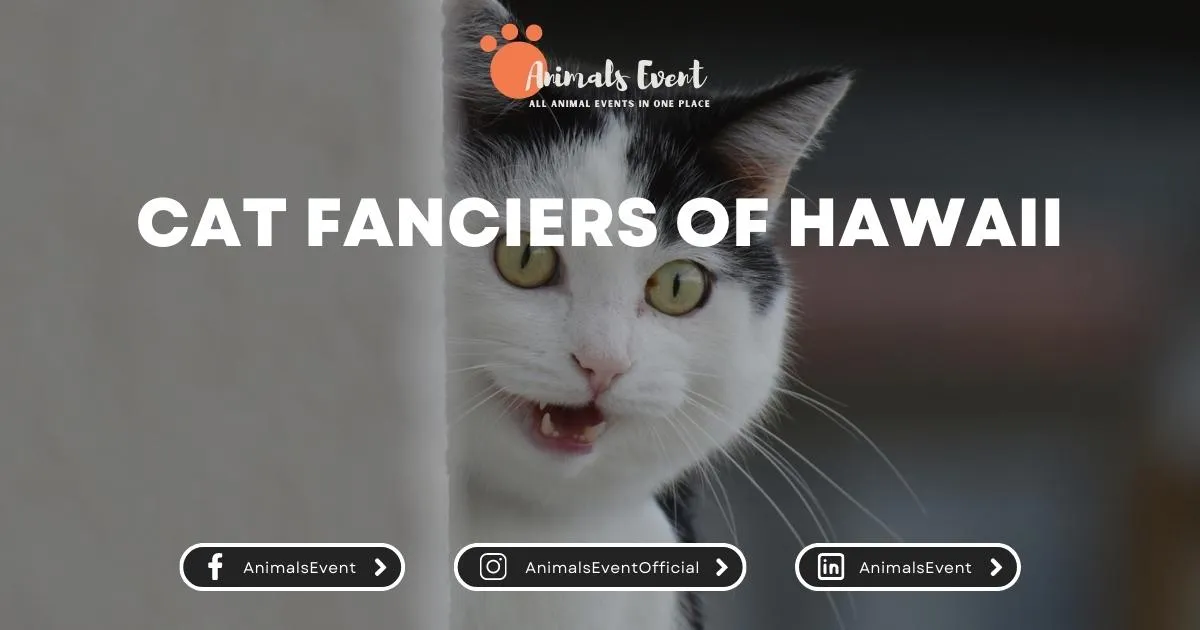 Animals Event
ALL ANIMAL EVENTS IN ONE PLACE
CAT FANCIERS OF HAWAII
AnimalsEvent
AnimalsEventOfficial
AnimalsEvent